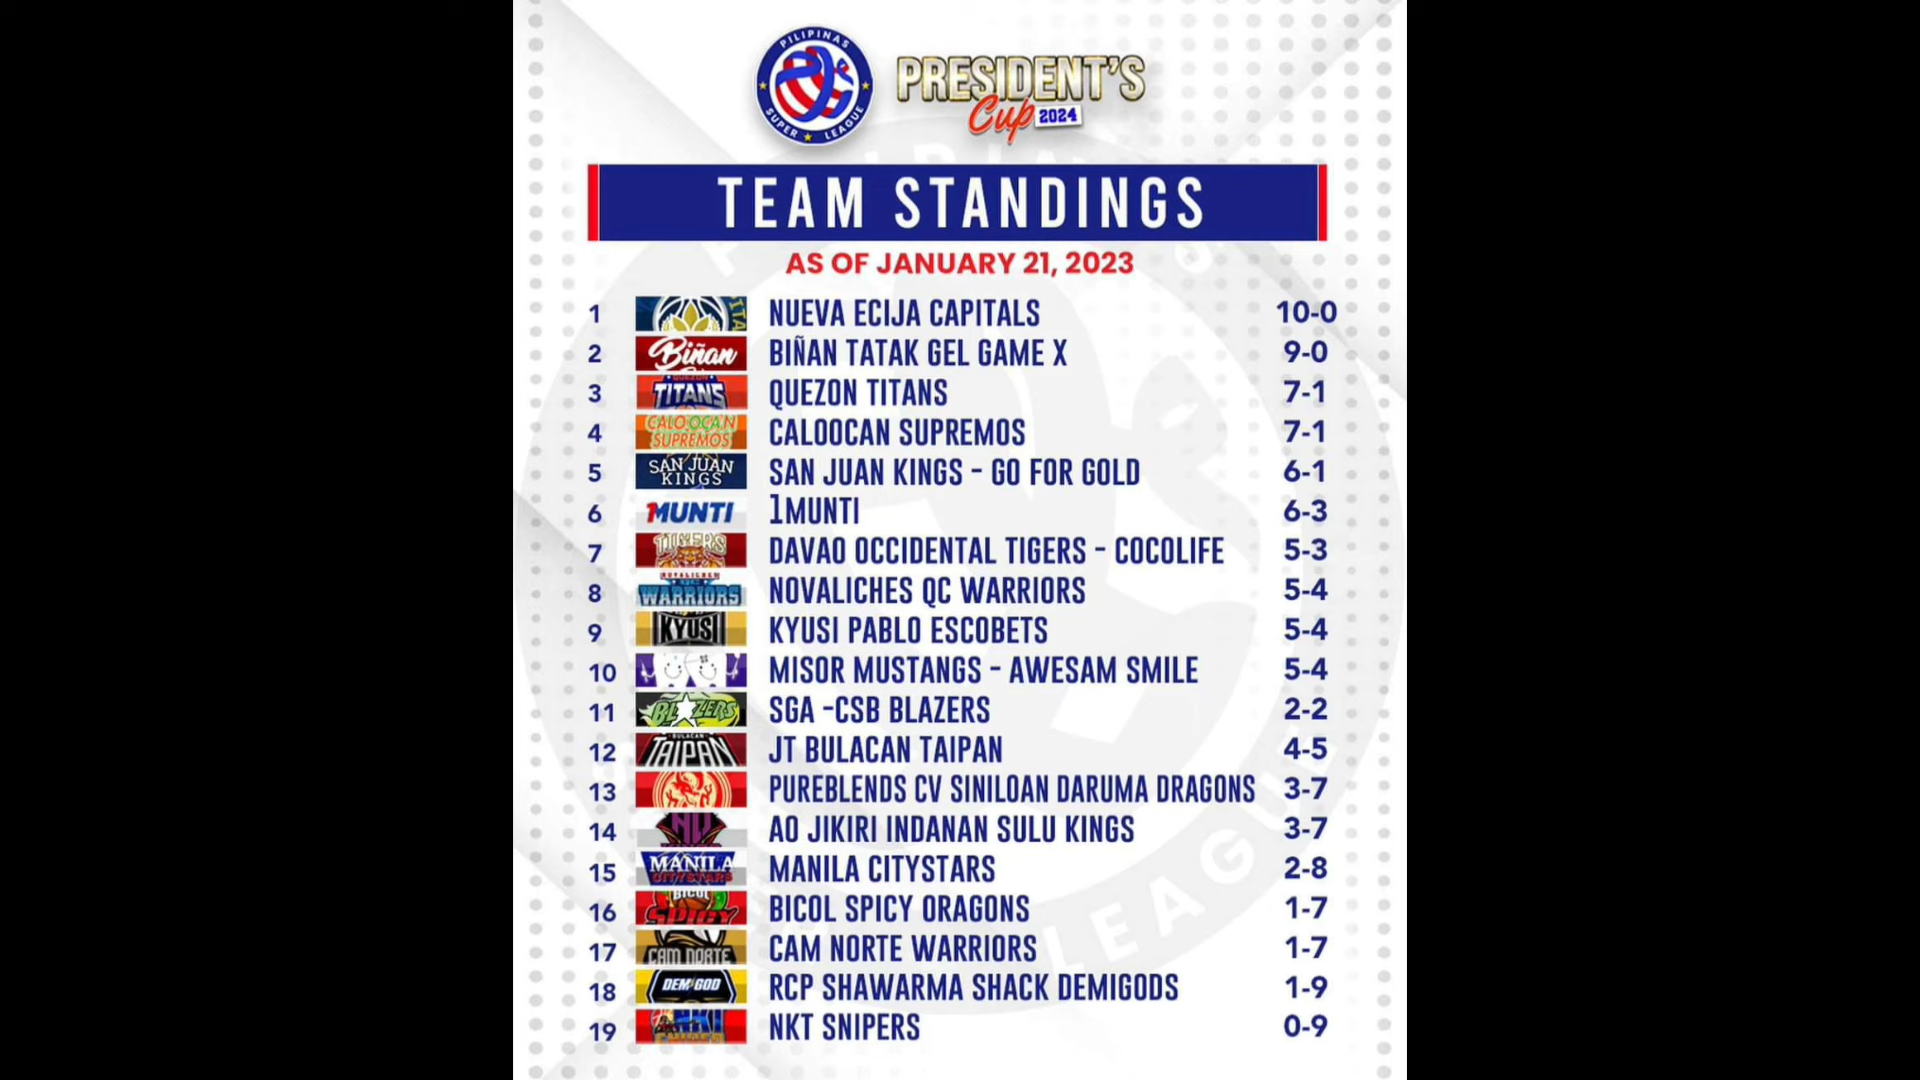 PILIPINAS SUPER LEAGUE
PRESIDENT'S
Cup 2024
TEAM STANDINGS
AS OF JANUARY 21, 2023
1 NUEVA ECIJA CAPITALS 10-0
2 Biñan BIÑAN TATAK GEL GAME X 9-0
3 QUEZON TITANS QUEZON TITANS 7-1
4 CALOOCAN SUPREMOS CALOOCAN SUPREMOS 7-1
5 SAN JUAN KINGS SAN JUAN KINGS - GO FOR GOLD 6-1
6 1MUNTI 1MUNTI 6-3
7 TIGERS DAVAO OCCIDENTAL TIGERS - COCOLIFE 5-3
8 NOVALICHES WARRIORS NOVALICHES QC WARRIORS 5-4
9 KYUSI KYUSI PABLO ESCOBETS 5-4
10 MISOR MUSTANGS - AWESAM SMILE 5-4
11 BLAZERS SGA -CSB BLAZERS 2-2
12 BULACAN TAIPAN JT BULACAN TAIPAN 4-5
13 PUREBLENDS CV SINILOAN DARUMA DRAGONS 3-7
14 AO JIKIRI INDANAN SULU KINGS 3-7
15 MANILA CITYSTARS MANILA CITYSTARS 2-8
16 BICOL SPICY BICOL SPICY ORAGONS 1-7
17 CAM NORTE CAM NORTE WARRIORS 1-7
18 DEMIGOD RCP SHAWARMA SHACK DEMIGODS 1-9
19 NKT SNIPERS 0-9